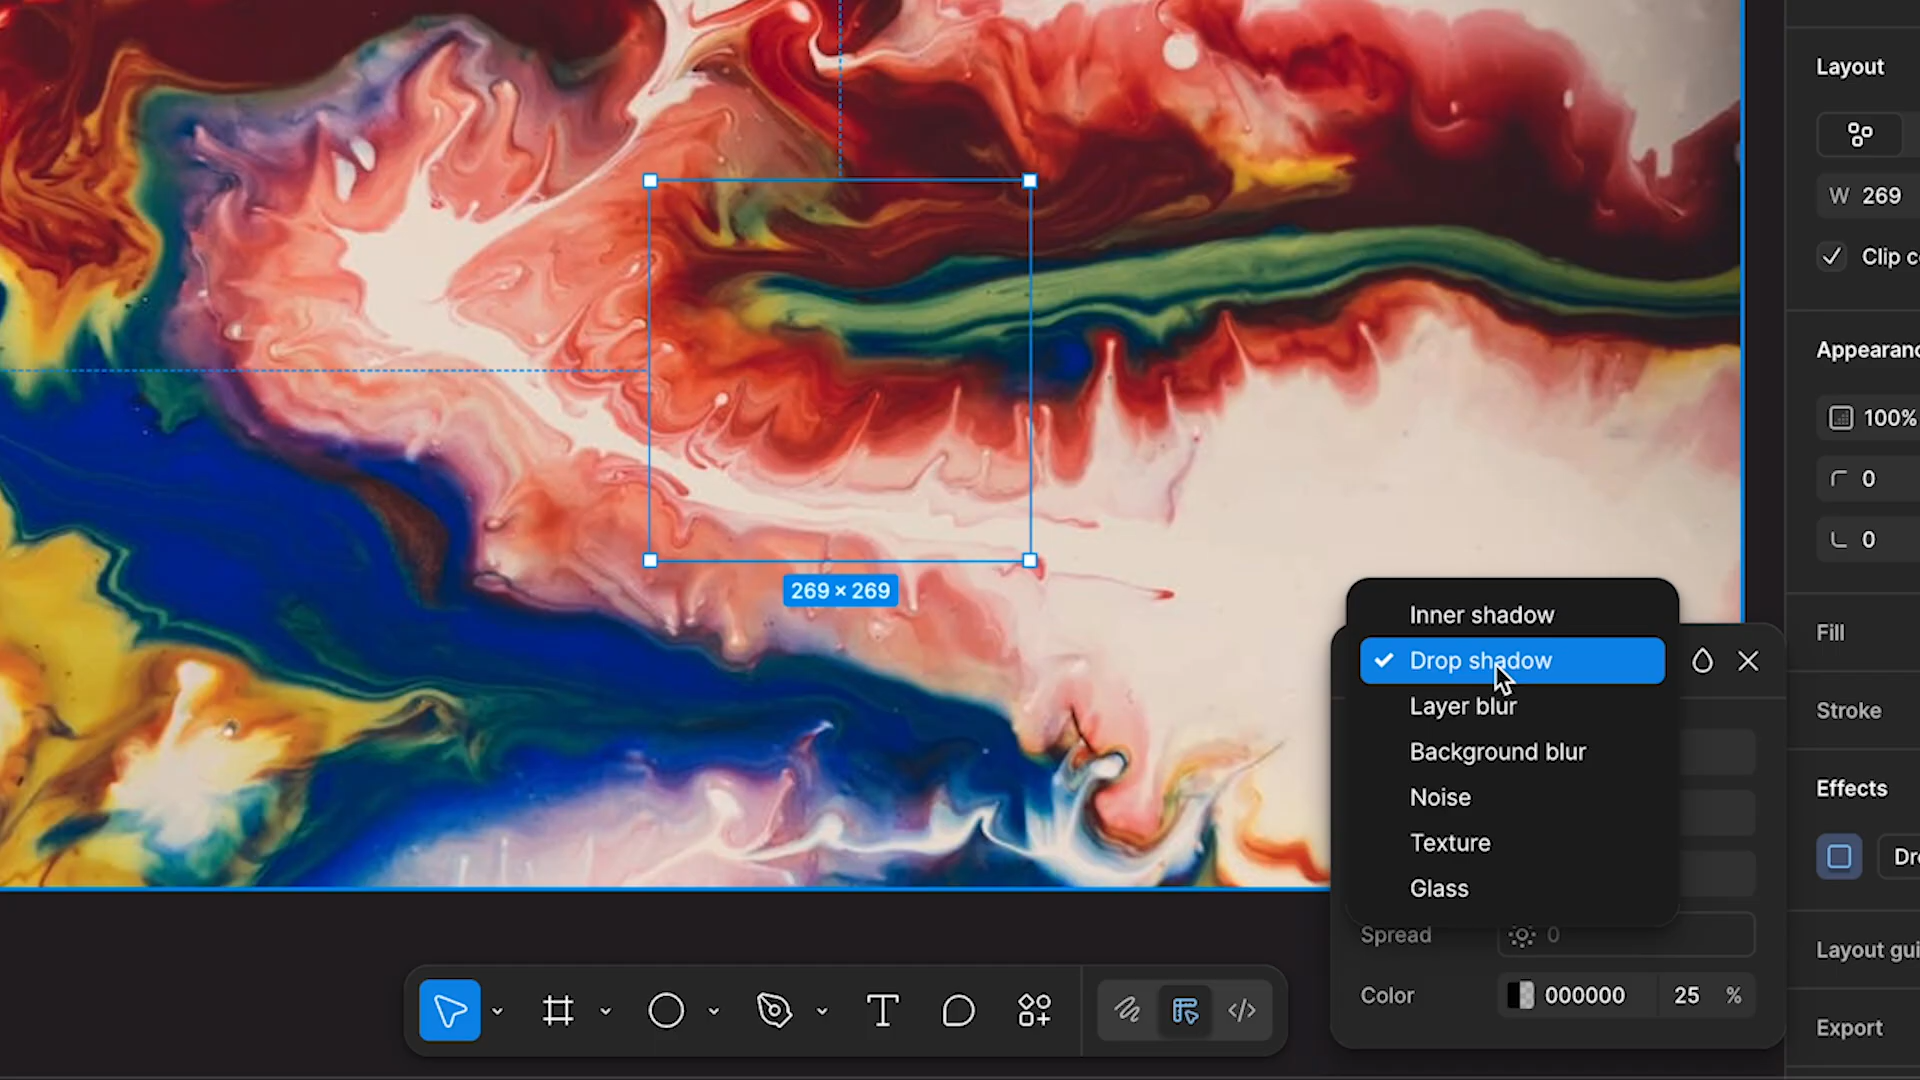 Layout
W 269
Clip c
Appearanc
100%
0
0
269 × 269
Inner shadow
Drop shadow
Layer blur
Background blur
Noise
Texture
Glass
Spread 0
Color 000000 25 %
Fill
Stroke
Effects
Dr
Layout gui
Export
T